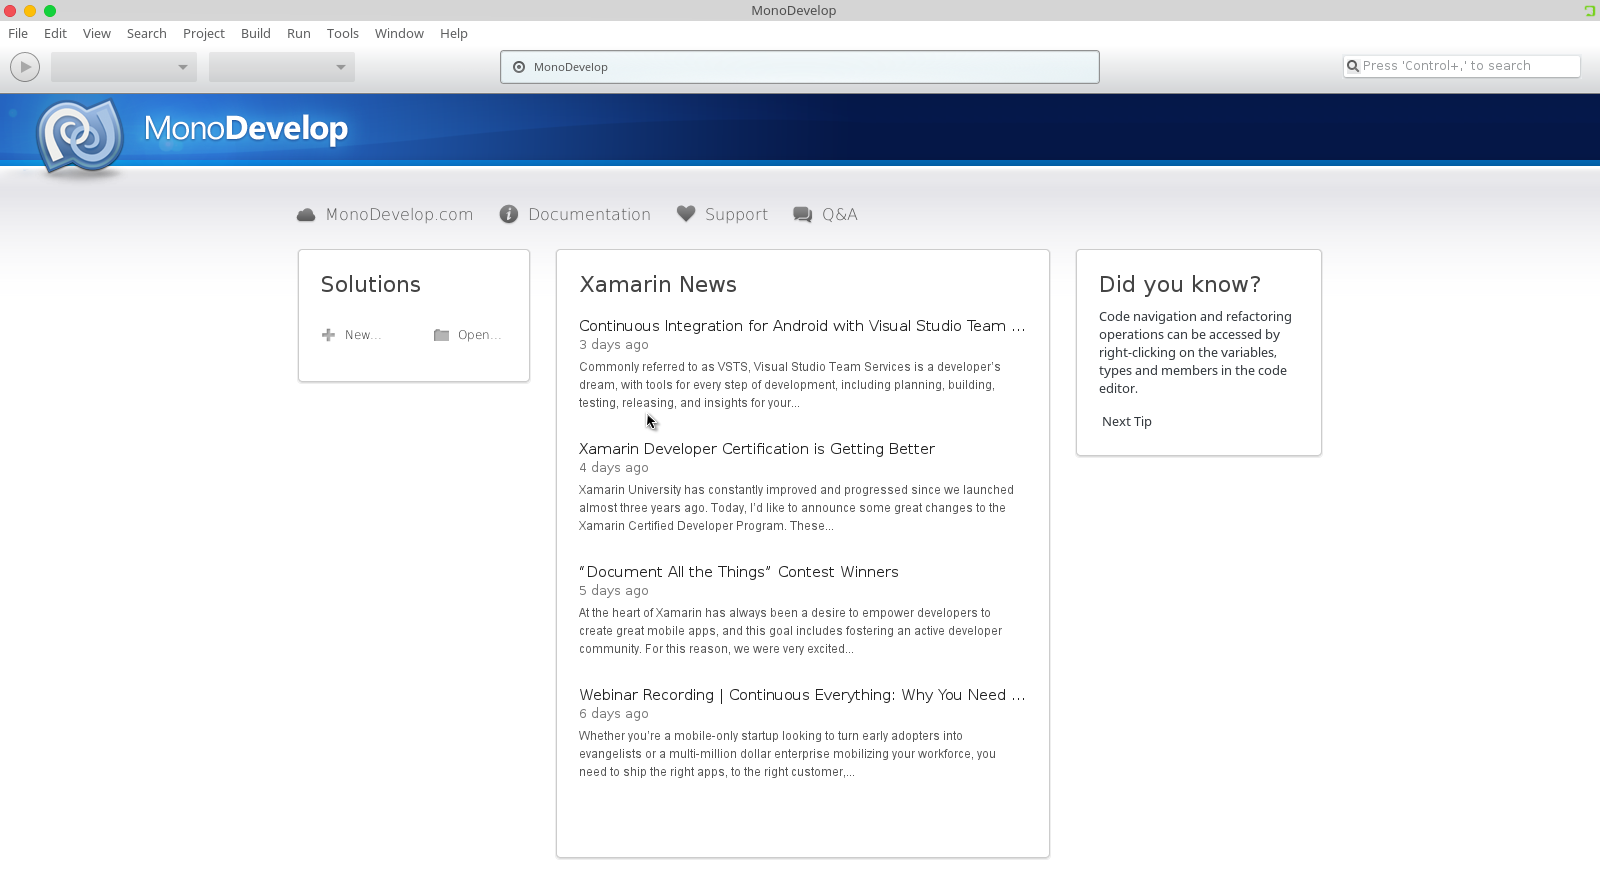 MonoDevelop
File Edit View Search Project Build Run Tools Window Help
MonoDevelop
Press 'Control+,' to search
MonoDevelop
MonoDevelop.com Documentation Support Q&A
Solutions
New...
Open...
Xamarin News
Continuous Integration for Android with Visual Studio Team ...
3 days ago
Commonly referred to as VSTS, Visual Studio Team Services is a developer's
dream, with tools for every step of development, including planning, building,
testing, releasing, and insights for your...
Xamarin Developer Certification is Getting Better
4 days ago
Xamarin University has constantly improved and progressed since we launched
almost three years ago. Today, I'd like to announce some great changes to the
Xamarin Certified Developer Program. These...
“Document All the Things” Contest Winners
5 days ago
At the heart of Xamarin has always been a desire to empower developers to
create great mobile apps, and this goal includes fostering an active developer
community. For this reason, we were very excited...
Webinar Recording | Continuous Everything: Why You Need ...
6 days ago
Whether you're a mobile-only startup looking to turn early adopters into
evangelists or a multi-million dollar enterprise mobilizing your workforce, you
need to ship the right apps, to the right customer,...
Did you know?
Code navigation and refactoring
operations can be accessed by
right-clicking on the variables,
types and members in the code
editor.
Next Tip